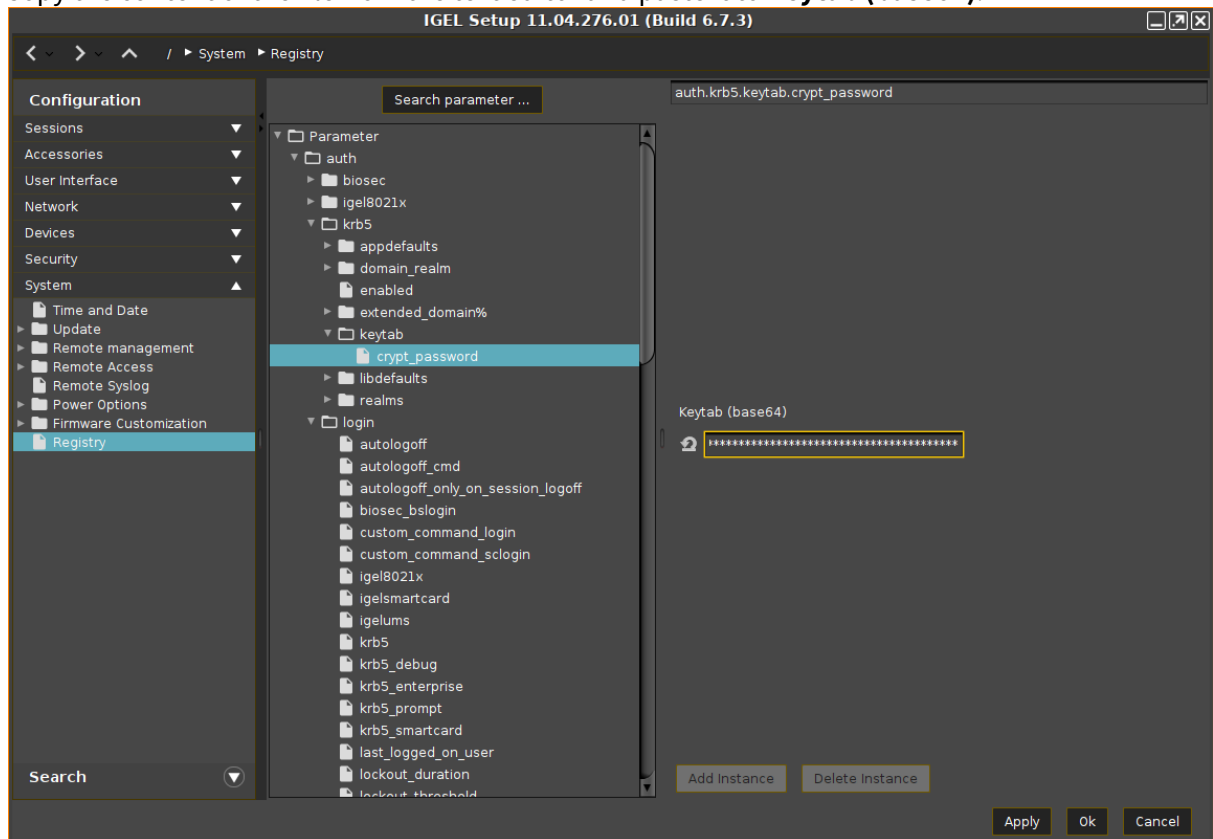 IGEL Setup 11.04.276.01 (Build 6.7.3)
/ System Registry
Configuration
Sessions
Accessories
User Interface
Network
Devices
Security
System
Time and Date
Update
Remote management
Remote Access
Remote Syslog
Power Options
Firmware Customization
Registry
Search
Search parameter ...
Parameter
auth
biosec
igel8021x
krb5
appdefaults
domain_realm
enabled
extended_domain%
keytab
crypt_password
libdefaults
realms
login
autologoff
autologoff_cmd
autologoff_only_on_session_logoff
biosec_bslogin
custom_command_login
custom_command_sclogin
igel8021x
igelsmartcard
igelums
krb5
krb5_debug
krb5_enterprise
krb5_prompt
krb5_smartcard
last_logged_on_user
lockout_duration
lockout_threshold
auth.krb5.keytab.crypt_password
Keytab (base64)
****************************************
Add Instance Delete Instance
Apply Ok Cancel